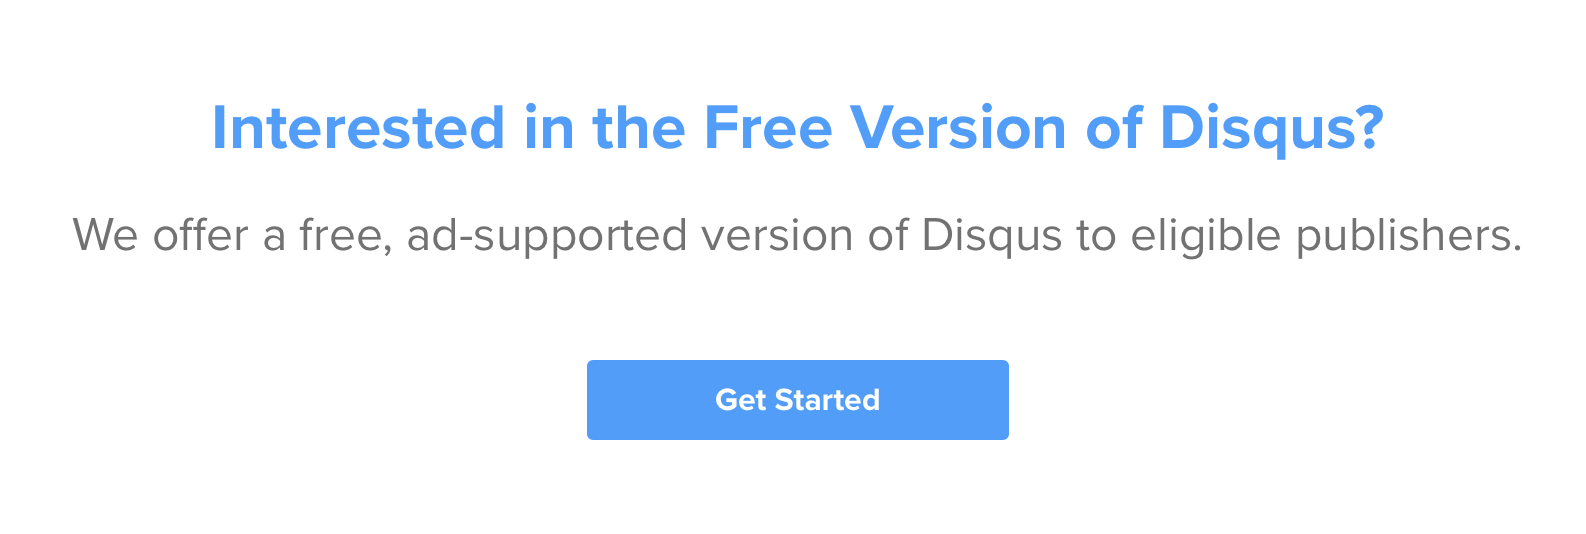 Interested in the Free Version of Disqus?
We offer a free, ad-supported version of Disqus to eligible publishers.
Get Started